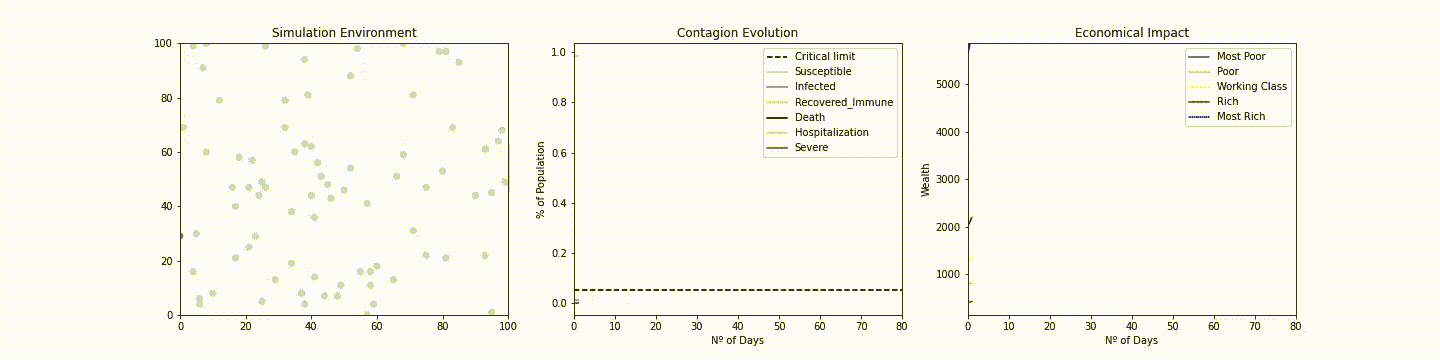 Simulation Environment
100
80
60
40
20
0
0 20 40 60 80 100
Contagion Evolution
% of Population
1.0
0.8
0.6
0.4
0.2
0.0
Critical limit
Susceptible
Infected
Recovered_Immune
Death
Hospitalization
Severe
0 10 20 30 40 50 60 70 80
Nº of Days
Economical Impact
Wealth
5000
4000
3000
2000
1000
Most Poor
Poor
Working Class
Rich
Most Rich
0 10 20 30 40 50 60 70 80
Nº of Days